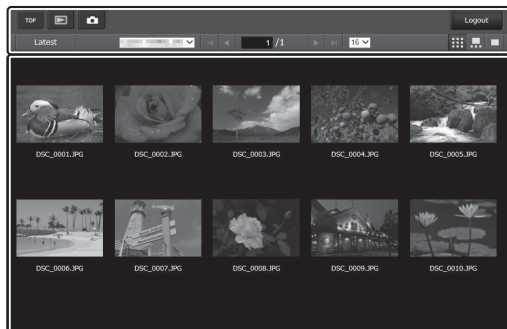 TOP
Logout
Latest 1 /1 16
DSC_0001.JPG DSC_0002.JPG DSC_0003.JPG DSC_0004.JPG DSC_0005.JPG
DSC_0006.JPG DSC_0007.JPG DSC_0008.JPG DSC_0009.JPG DSC_0010.JPG